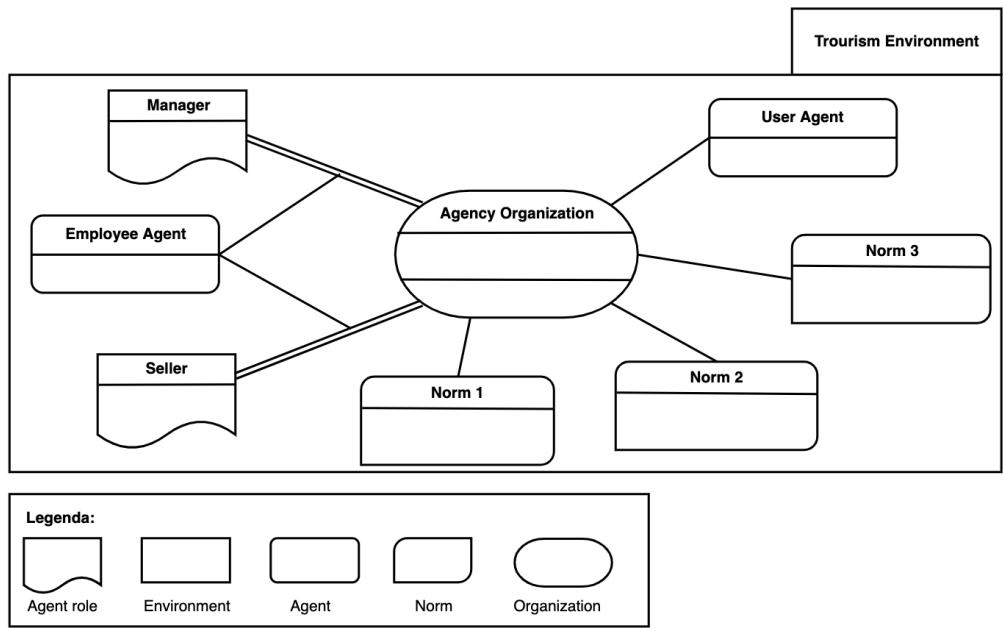 Trourism Environment
Manager
User Agent
Agency Organization
Employee Agent
Norm 3
Seller
Norm 1
Norm 2
Legenda:
Agent role
Environment
Agent
Norm
Organization